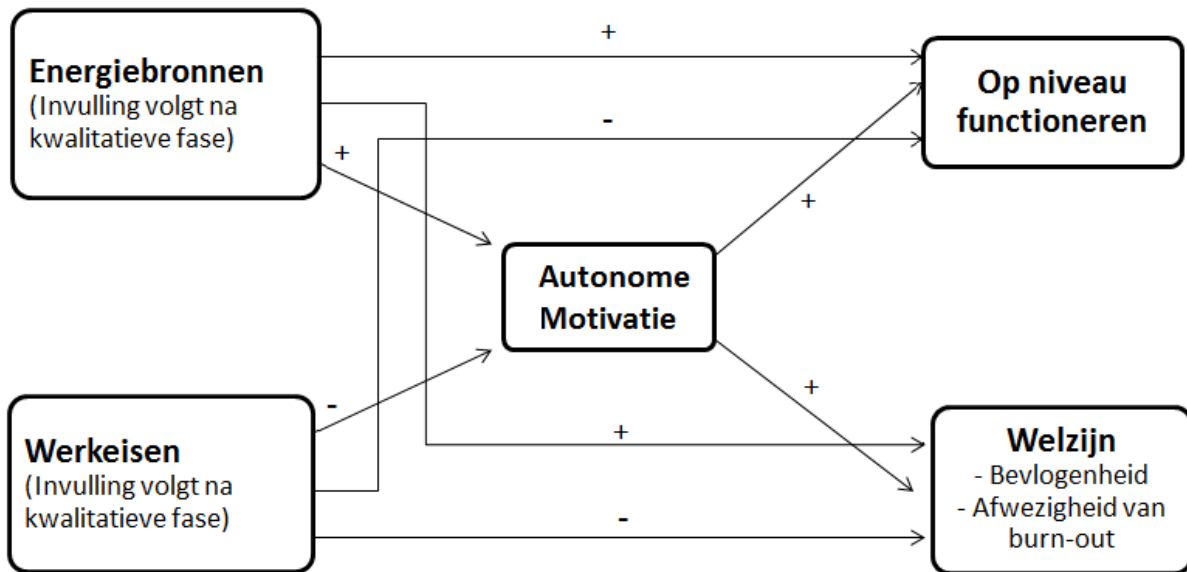 Energiebronnen
(Invulling volgt na
kwalitatieve fase)
+
-
+
Op niveau
functioneren
+
Autonome
Motivatie
-
+
+
Werkeisen
(Invulling volgt na
kwalitatieve fase)
-
Welzijn
- Bevlogenheid
- Afwezigheid van
burn-out